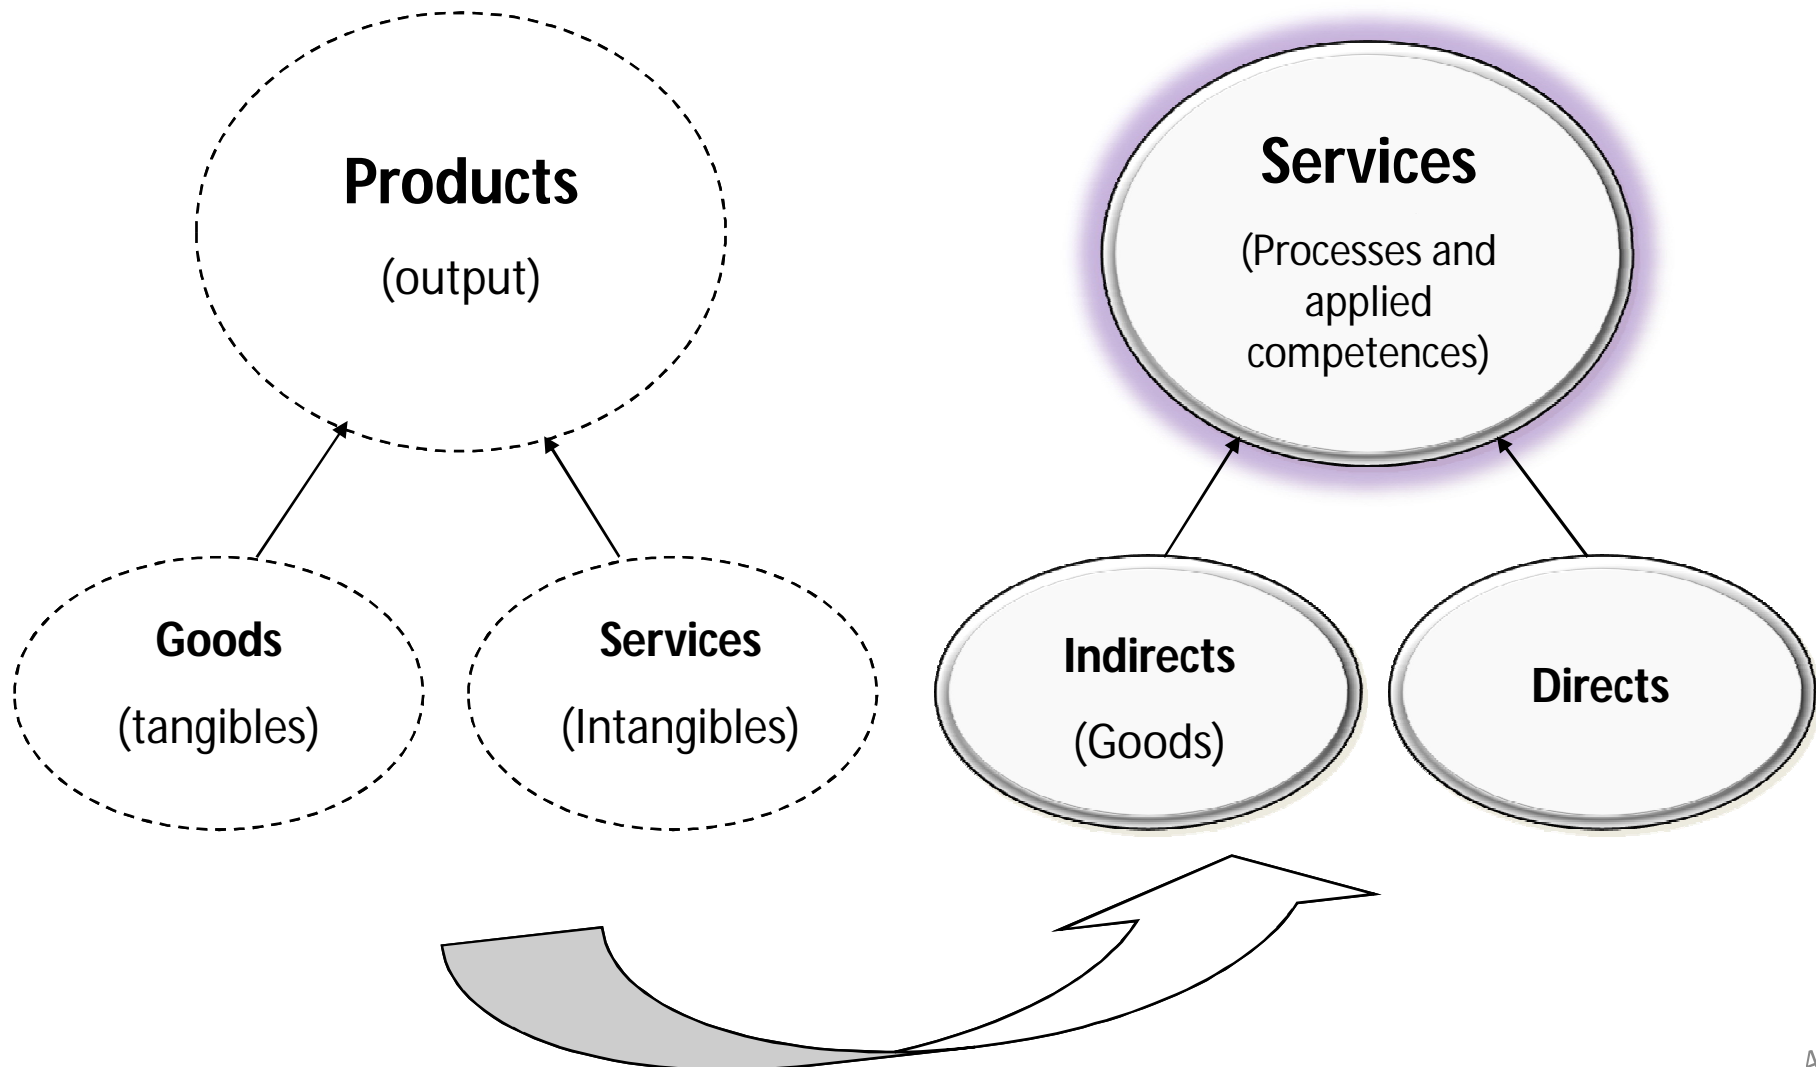 Products
(output)
Goods
(tangibles)
Services
(Intangibles)
Services
(Processes and
applied
competences)
Indirects
(Goods)
Directs